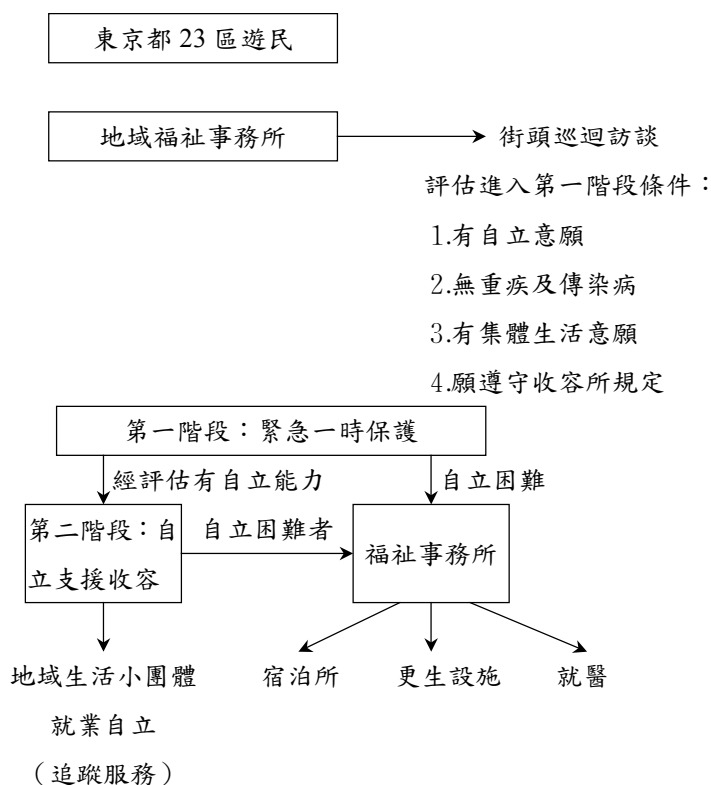 東京都 23 區遊民
地域福祉事務所
街頭巡迴訪談
評估進入第一階段條件：
1.有自立意願
2.無重疾及傳染病
3.有集體生活意願
4.願遵守收容所規定
第一階段：緊急一時保護
經評估有自立能力
自立困難
第二階段：自
立支援收容
自立困難者
福祉事務所
地域生活小團體
就業自立
（追蹤服務）
宿泊所
更生設施
就醫